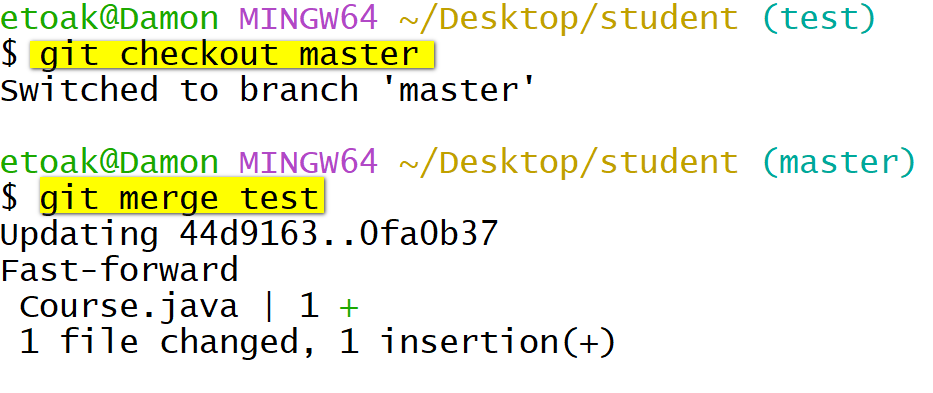 etoak@Damon MINGW64 ~/Desktop/student (test)
$ git checkout master
Switched to branch 'master'
etoak@Damon MINGW64 ~/Desktop/student (master)
$ git merge test
Updating 44d9163..0fa0b37
Fast-forward
 Course.java | 1 +
 1 file changed, 1 insertion(+)